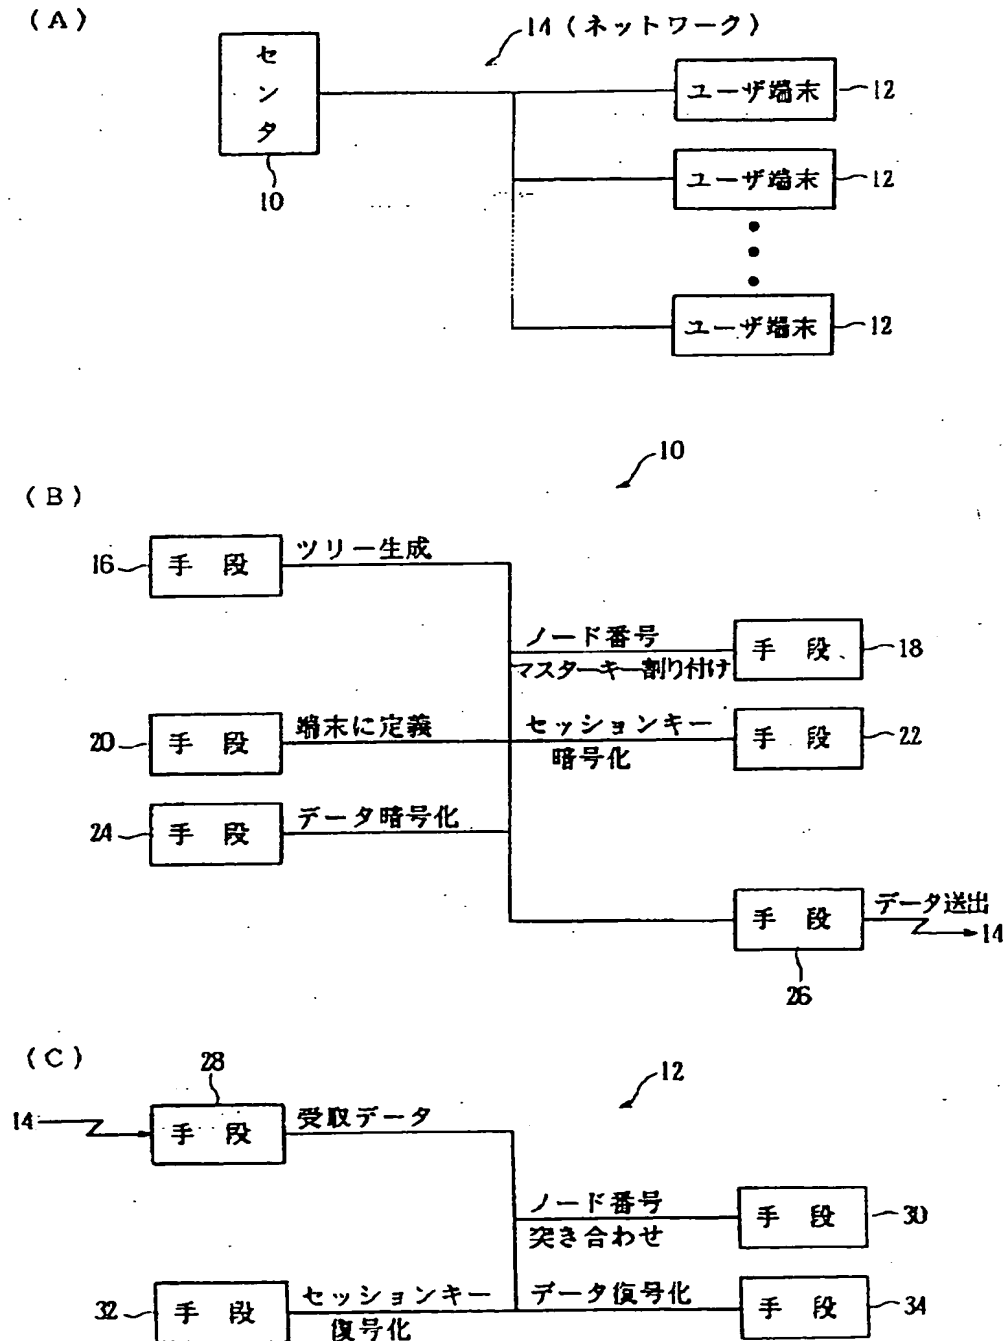 (A)
14(ネットワーク)
センタ
10
ユーザ端末
12
ユーザ端末
12
ユーザ端末
12
10
(B)
16
手 段
ツリー生成
ノード番号
マスターキー割り付け
手 段
18
20
手 段
端末に定義
セッションキー
暗号化
手 段
22
24
手 段
データ暗号化
手 段
データ送出
14
26
(C)
28
12
14
手 段
受取データ
ノード番号
突き合わせ
手 段
30
32
手 段
セッションキー
復号化
データ復号化
手 段
34